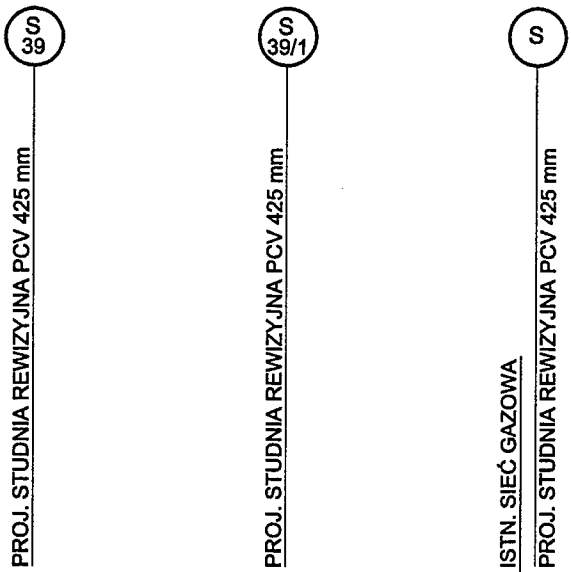 S
39
S
39/1
S
PROJ. STUDNIA REWIZYJNA PCV 425 mm
PROJ. STUDNIA REWIZYJNA PCV 425 mm
ISTN. SIEĆ GAZOWA
PROJ. STUDNIA REWIZYJNA PCV 425 mm